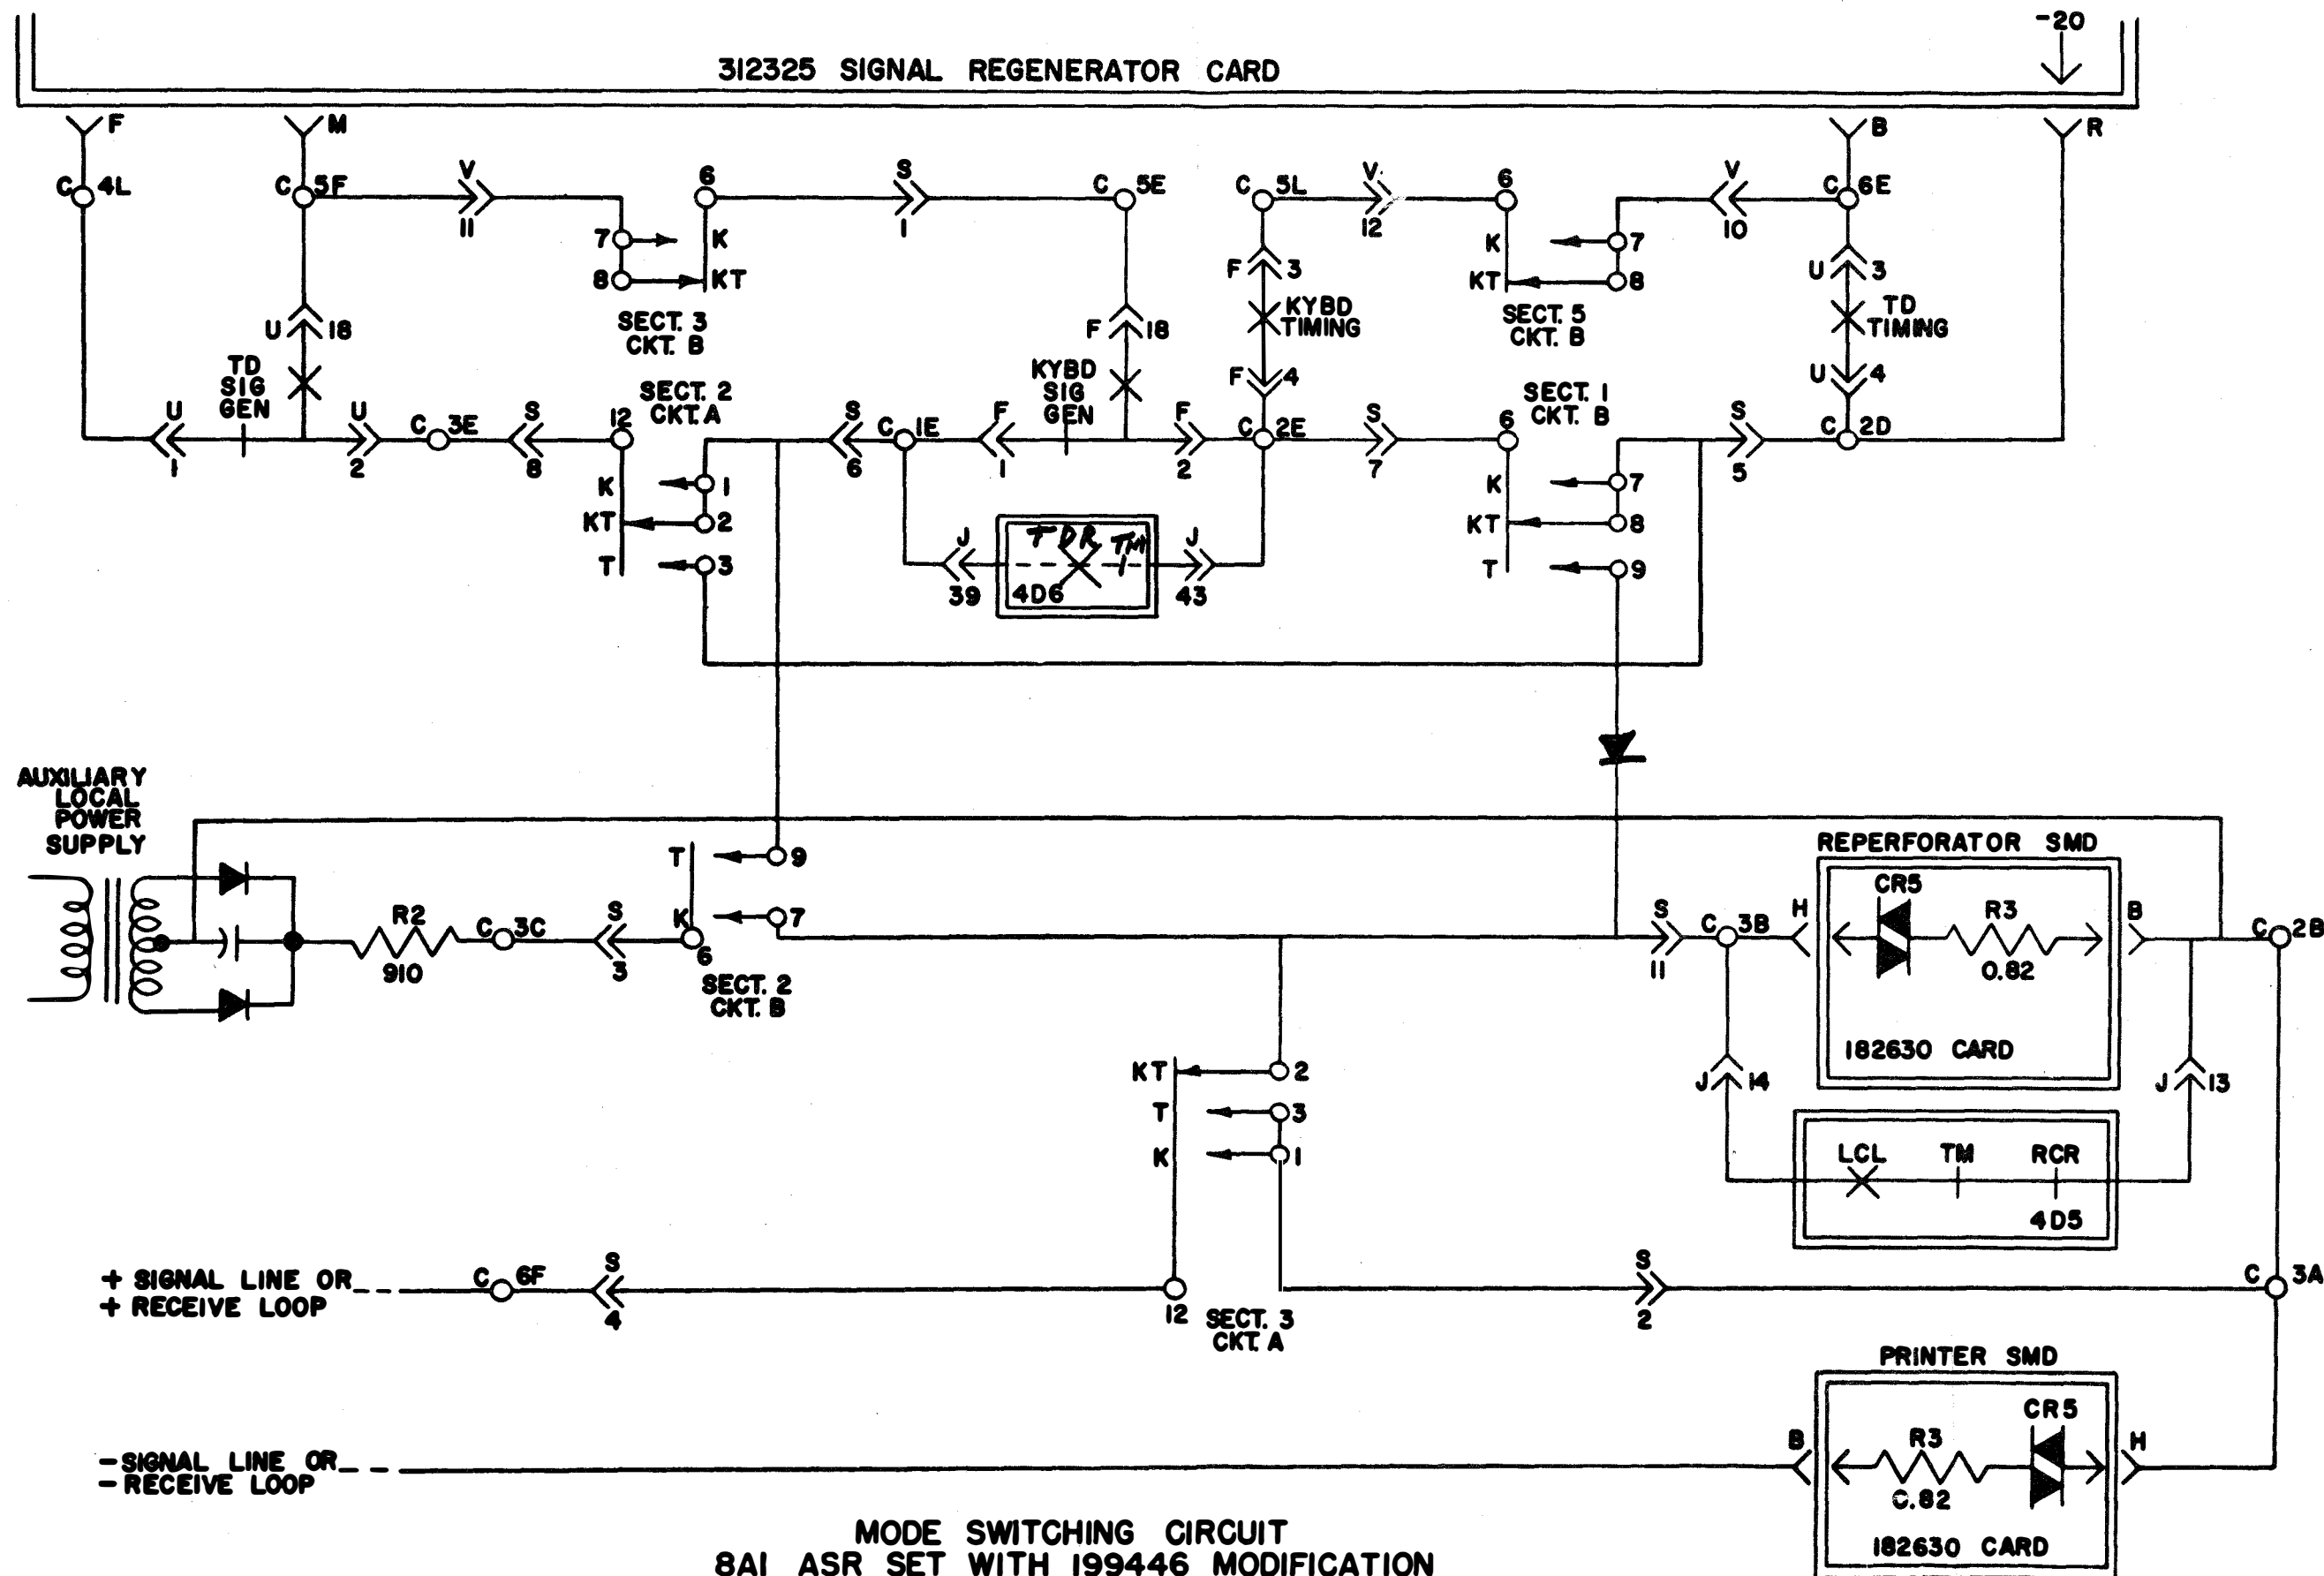 -20
312325 SIGNAL REGENERATOR CARD
F
M
B
R
C 4L
C 5F
V
11
6
S
1
C 5E
C 5L
V
12
6
V
10
C 6E
7
8
K
KT
SECT. 3
CKT. B
K
KT
7
8
SECT. 5
CKT. B
U 18
F 18
F 3
KYBD
TIMING
F 4
U 3
TD
TIMING
U 4
TD
SIG
GEN
U
1
U
2
C 3E
S
8
12
SECT. 2
CKT. A
K
KT
T
1
2
3
S
6
C 1E
F
1
KYBD
SIG
GEN
F
2
C 2E
S
7
6
SECT. 1
CKT. B
K
KT
T
7
8
9
S
5
C 2D
J
39
TDR TM
4D6
J
43
AUXILIARY
LOCAL
POWER
SUPPLY
R2
910
C 3C
S
3
T
K
9
7
6
SECT. 2
CKT. B
S
11
C 3B
H
REPERFORATOR SMD
CR5
R3
0.82
182630 CARD
B
C 2B
J 14
J 13
LCL TM RCR
4D5
KT
T
K
2
3
1
12
SECT. 3
CKT. A
+ SIGNAL LINE OR
+ RECEIVE LOOP
C 6F
S
4
S
2
C 3A
PRINTER SMD
B
R3
0.82
CR5
H
182630 CARD
- SIGNAL LINE OR
- RECEIVE LOOP
MODE SWITCHING CIRCUIT
8A1 ASR SET WITH 199446 MODIFICATION